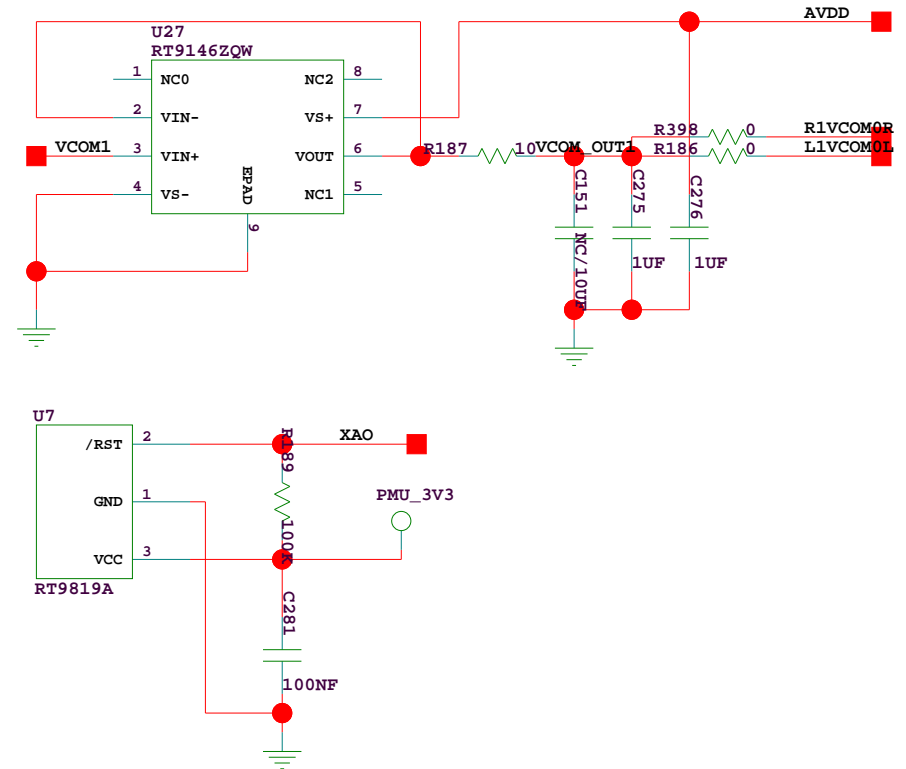 AVDD
U27
RT9146ZQW
1 NC0 NC2 8
2 VIN- VS+ 7
R398 0 R1VCOM0R
VCOM1 3 VIN+ VOUT 6 R187 10 VCOM_OUT1 R186 0 L1VCOM0L
4 VS- EPAD NC1 5
9
C151
C275
C276
NC/10UF
1UF
1UF
U7
/RST 2 XAO
R189
GND 1
PMU_3V3
100K
VCC 3
RT9819A
C281
100NF